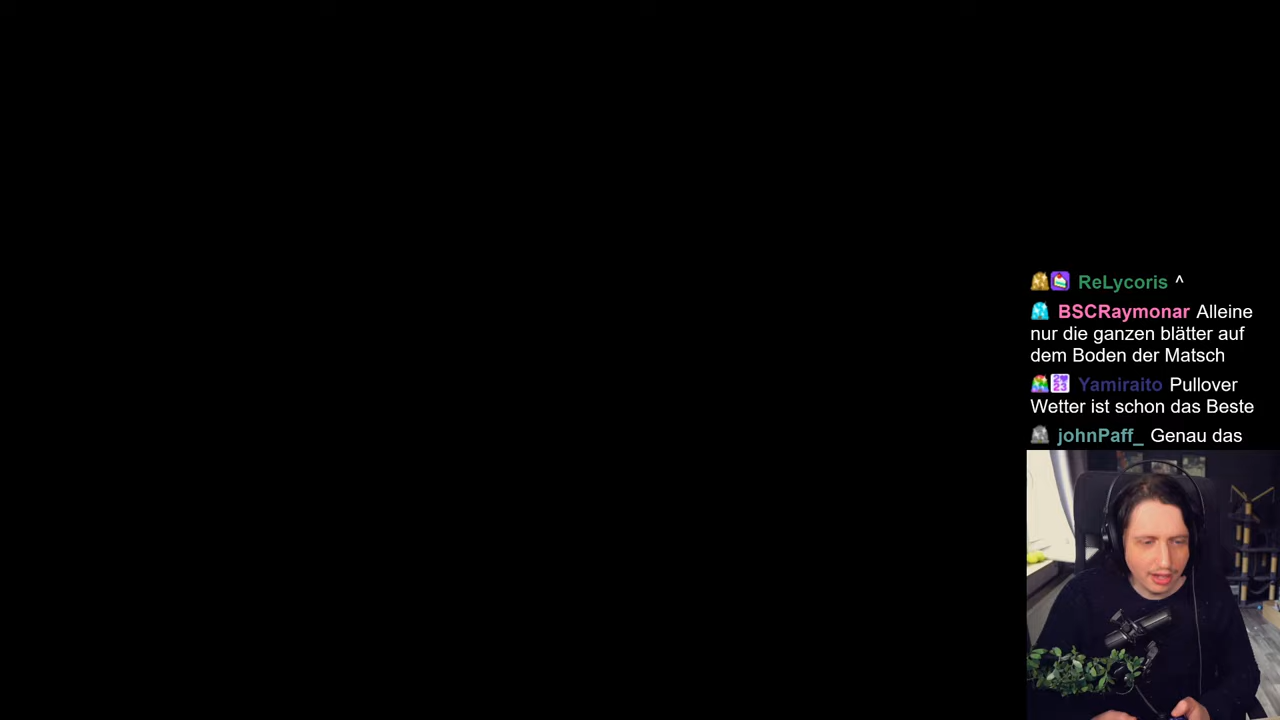 ReLycoris ^
BSCRaymonar Alleine
nur die ganzen blätter auf
dem Boden der Matsch
Yamiraito Pullover
Wetter ist schon das Beste
johnPaff_ Genau das